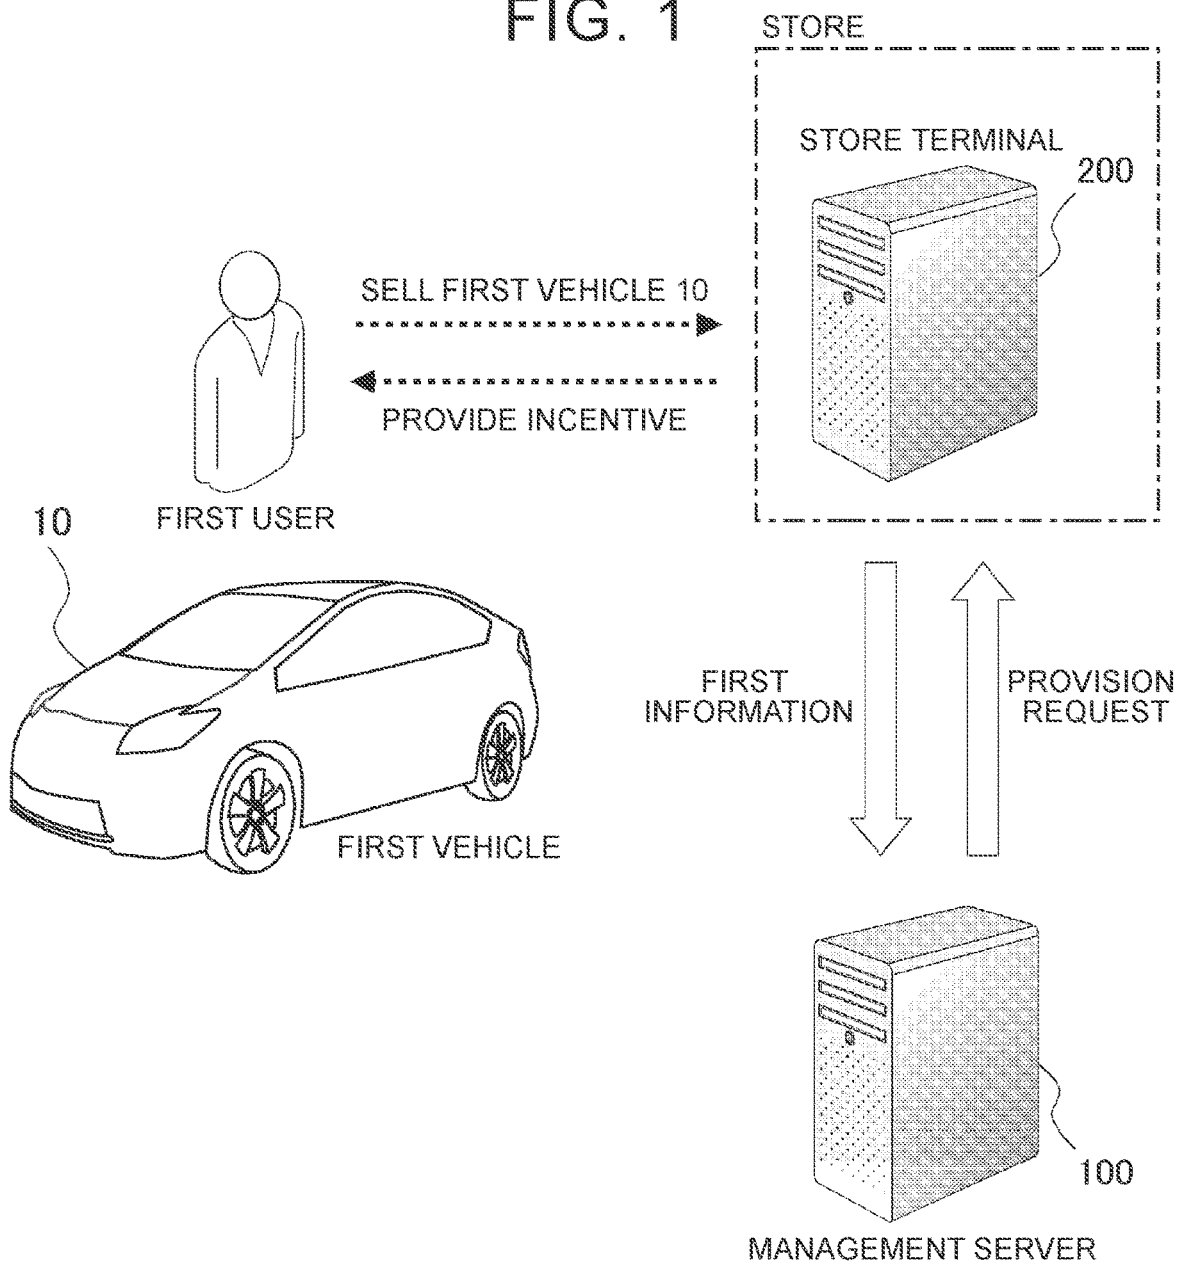 FIG. 1
STORE
STORE TERMINAL
200
SELL FIRST VEHICLE 10
PROVIDE INCENTIVE
FIRST USER
10
FIRST
INFORMATION
PROVISION
REQUEST
FIRST VEHICLE
100
MANAGEMENT SERVER